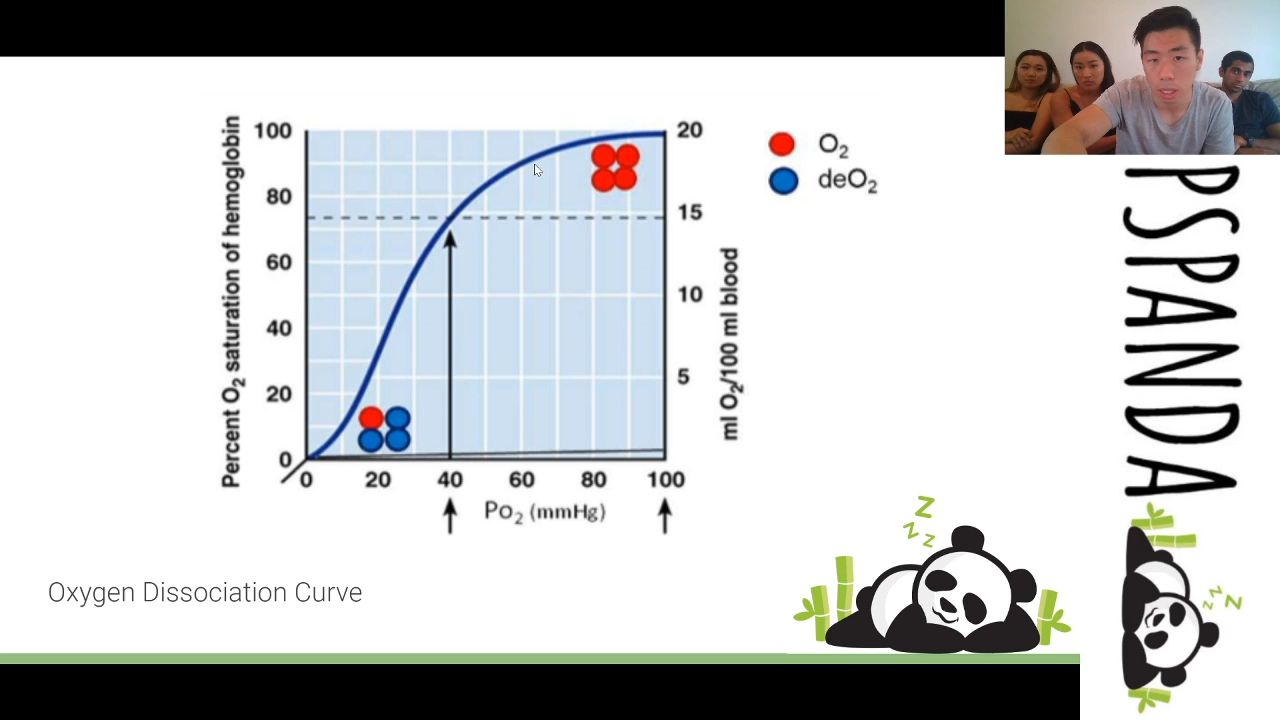 Percent O₂ saturation of hemoglobin
100
80
60
40
20
0
20
15
10
5
ml O₂/100 ml blood
0 20 40 60 80 100
Po₂ (mmHg)
O₂
deO₂
Oxygen Dissociation Curve
z
z z
PSPANDA
z z z